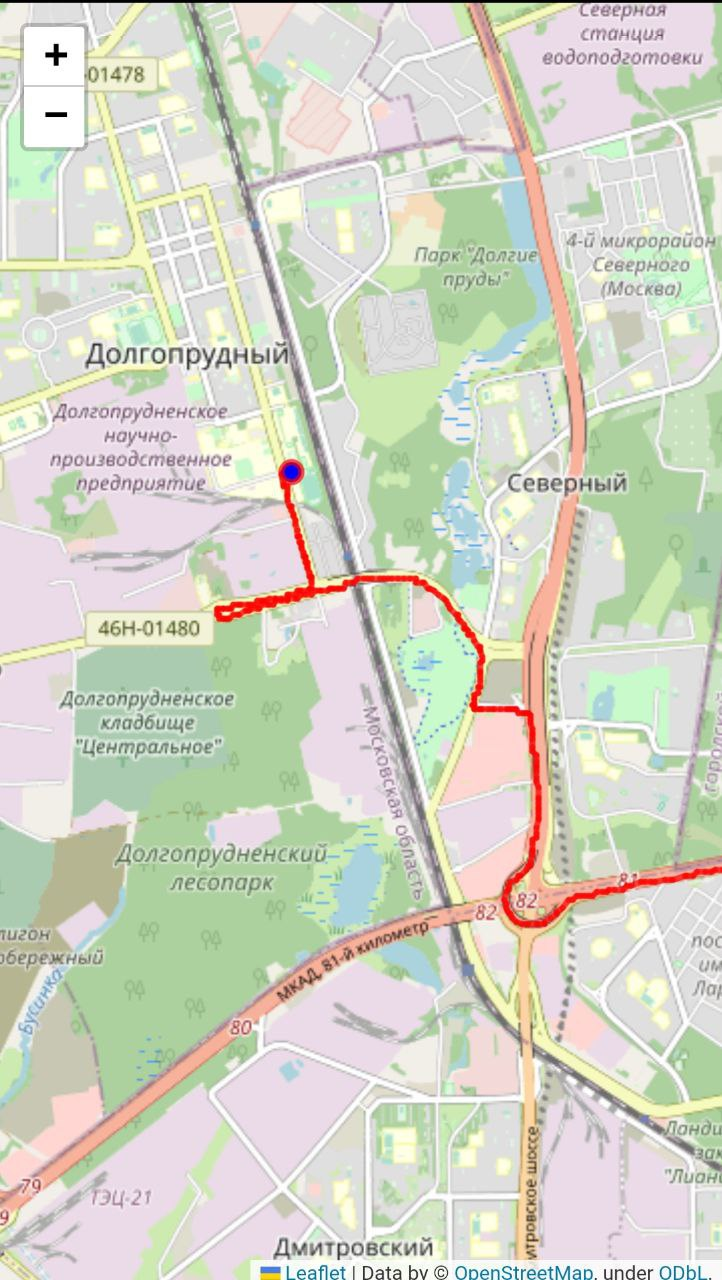 Северная
станция
водоподготовки
+
-01478
−
4-й микрорайон
Северного
(Москва)
Парк "Долгие
пруды"
Долгопрудный
Долгопрудненское
научно-
производственное
предприятие
Северный
46Н-01480
Долгопрудненское
кладбище
"Центральное"
Московская область
Долгопрудненский
лесопарк
81
82
82
МКАД, 81-й километр
Бусинка
80
79
9
ТЭЦ-21
итровское шоссе
Дмитровский
Leaflet | Data by © OpenStreetMap, under ODbL.